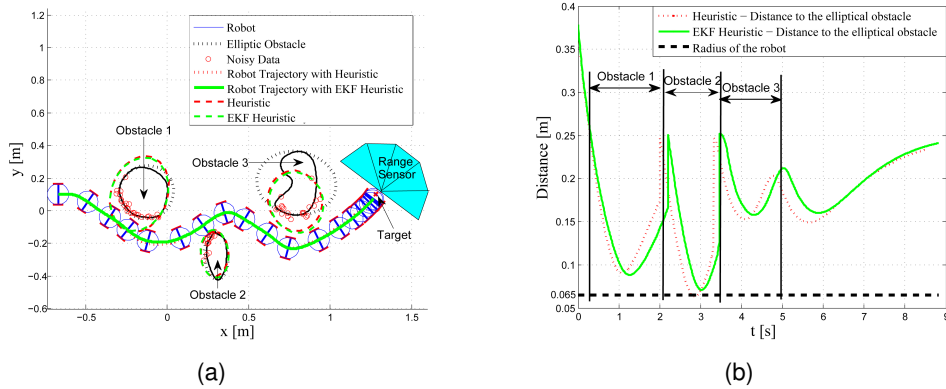 1.2
1
0.8
0.6
0.4
0.2
0
−0.2
−0.4
−0.6
y [m]
−0.5
0
0.5
1
1.5
x [m]
Robot
Elliptic Obstacle
Noisy Data
Robot Trajectory with Heuristic
Robot Trajectory with EKF Heuristic
Heuristic
EKF Heuristic
Obstacle 1
Obstacle 3
Range
Sensor
Target
Obstacle 2
(a)
0.4
0.35
0.3
0.25
0.2
0.15
0.1
0.065
0
Distance [m]
0
1
2
3
4
5
6
7
8
9
t [s]
Heuristic − Distance to the elliptical obstacle
EKF Heuristic − Distance to the elliptical obstacle
Radius of the robot
Obstacle 1
Obstacle 2
Obstacle 3
(b)